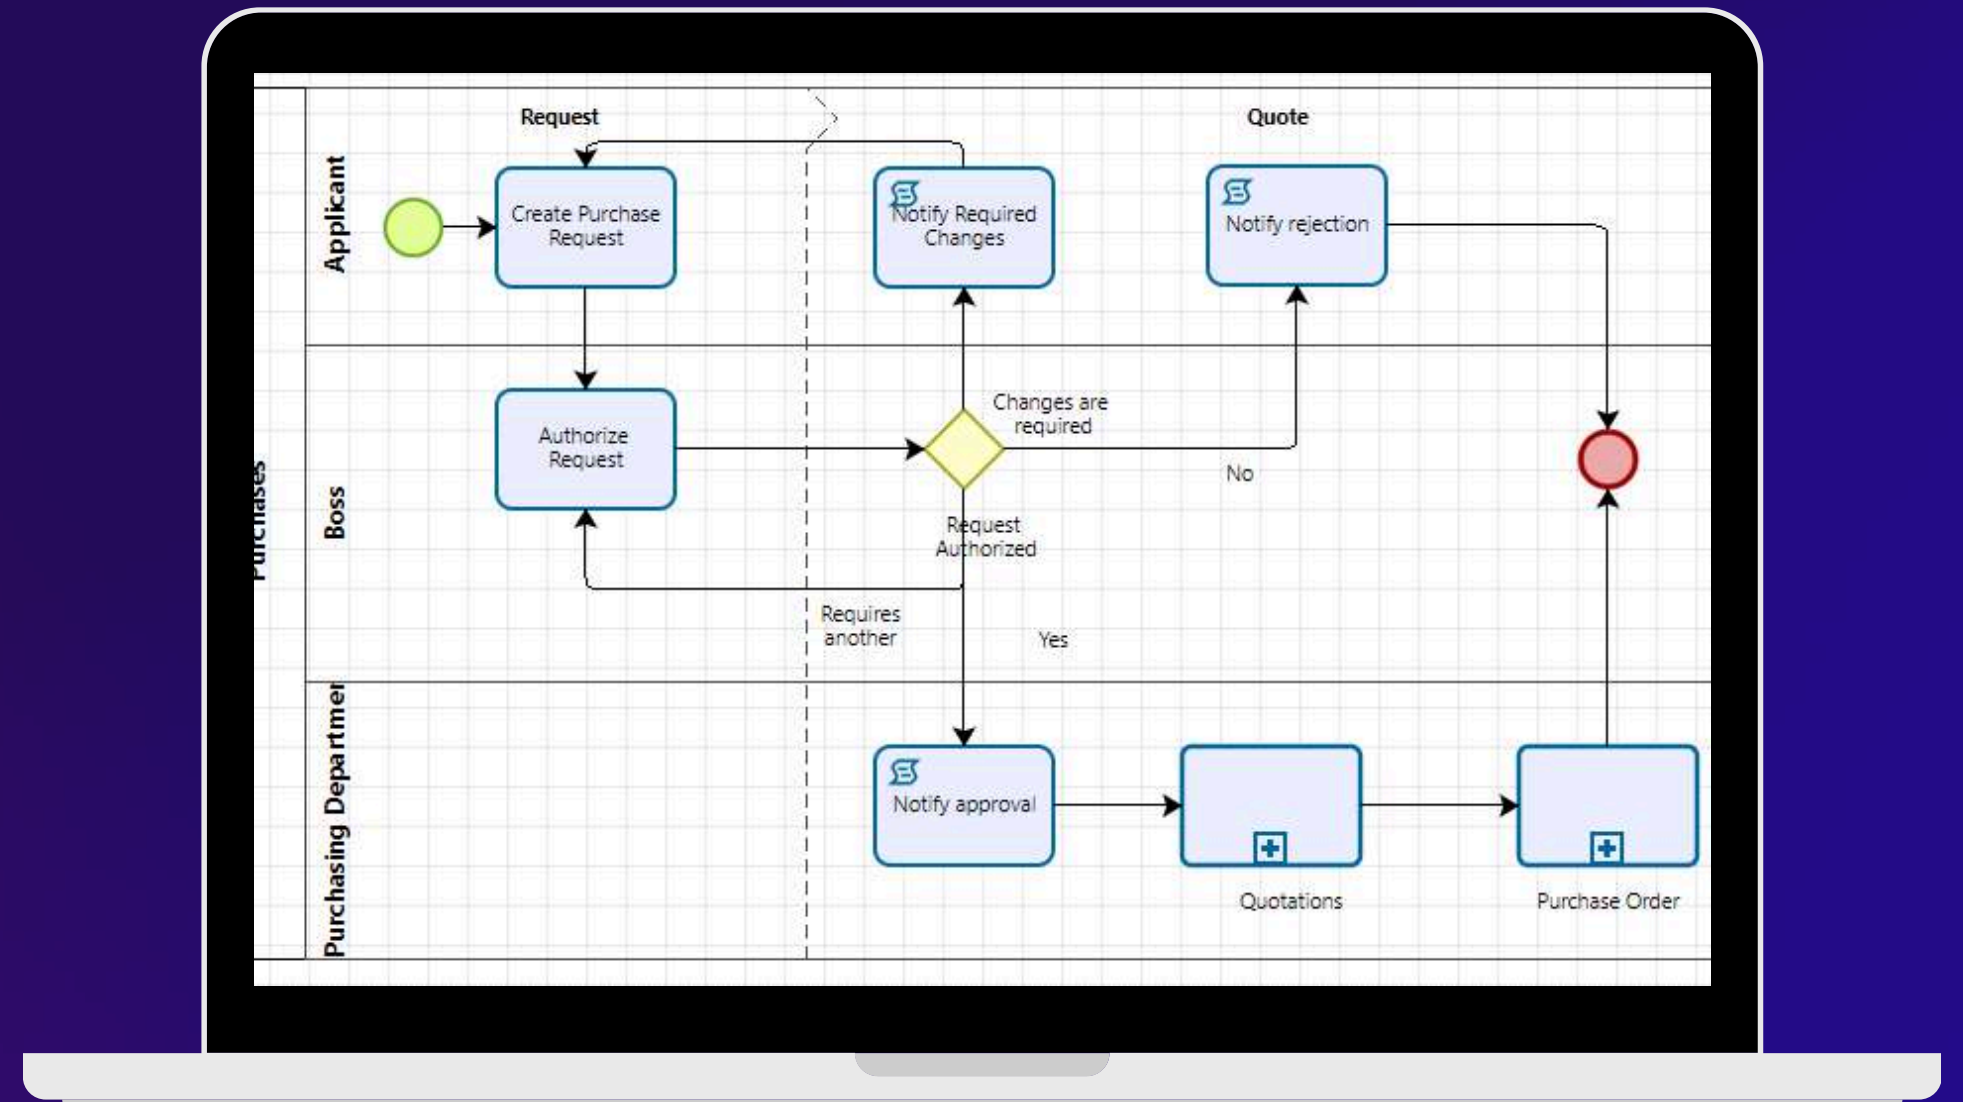 Request
Quote
Applicant
Create Purchase
Request
Notify Required
Changes
Notify rejection
Purchases
Boss
Authorize
Request
Changes are
required
No
Request
Authorized
Requires
another
Yes
Purchasing Departmen
Notify approval
Quotations
Purchase Order